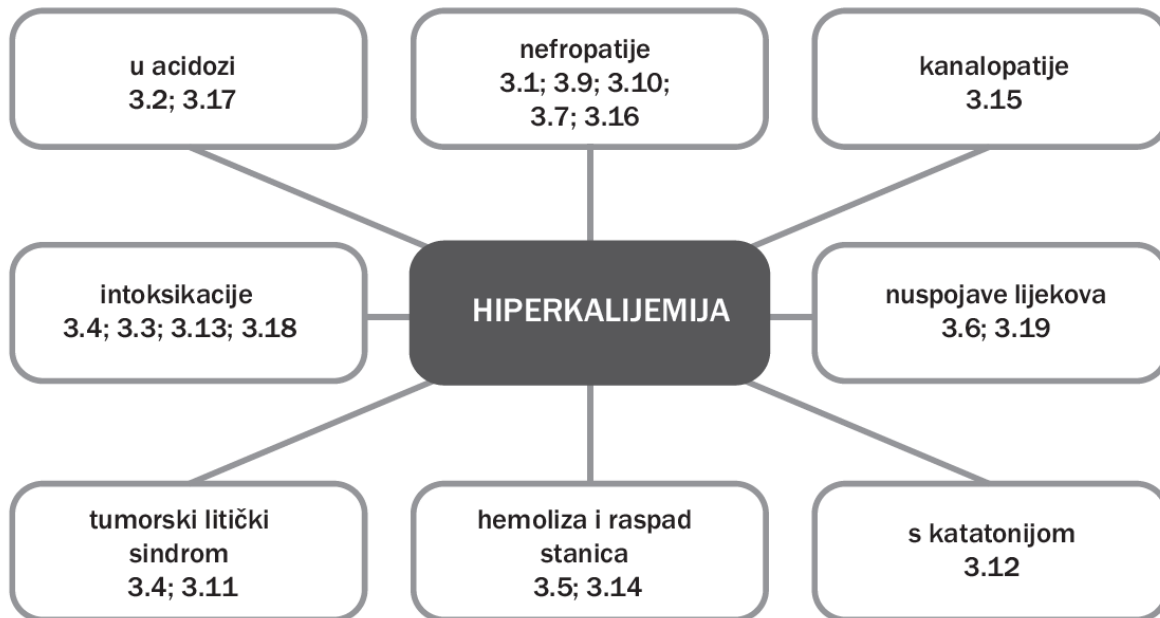 u acidozi
3.2; 3.17
nefropatije
3.1; 3.9; 3.10;
3.7; 3.16
kanalopatije
3.15
intoksikacije
3.4; 3.3; 3.13; 3.18
HIPERKALIJEMIJA
nuspojave lijekova
3.6; 3.19
tumorski litički
sindrom
3.4; 3.11
hemoliza i raspad
stanica
3.5; 3.14
s katatonijom
3.12